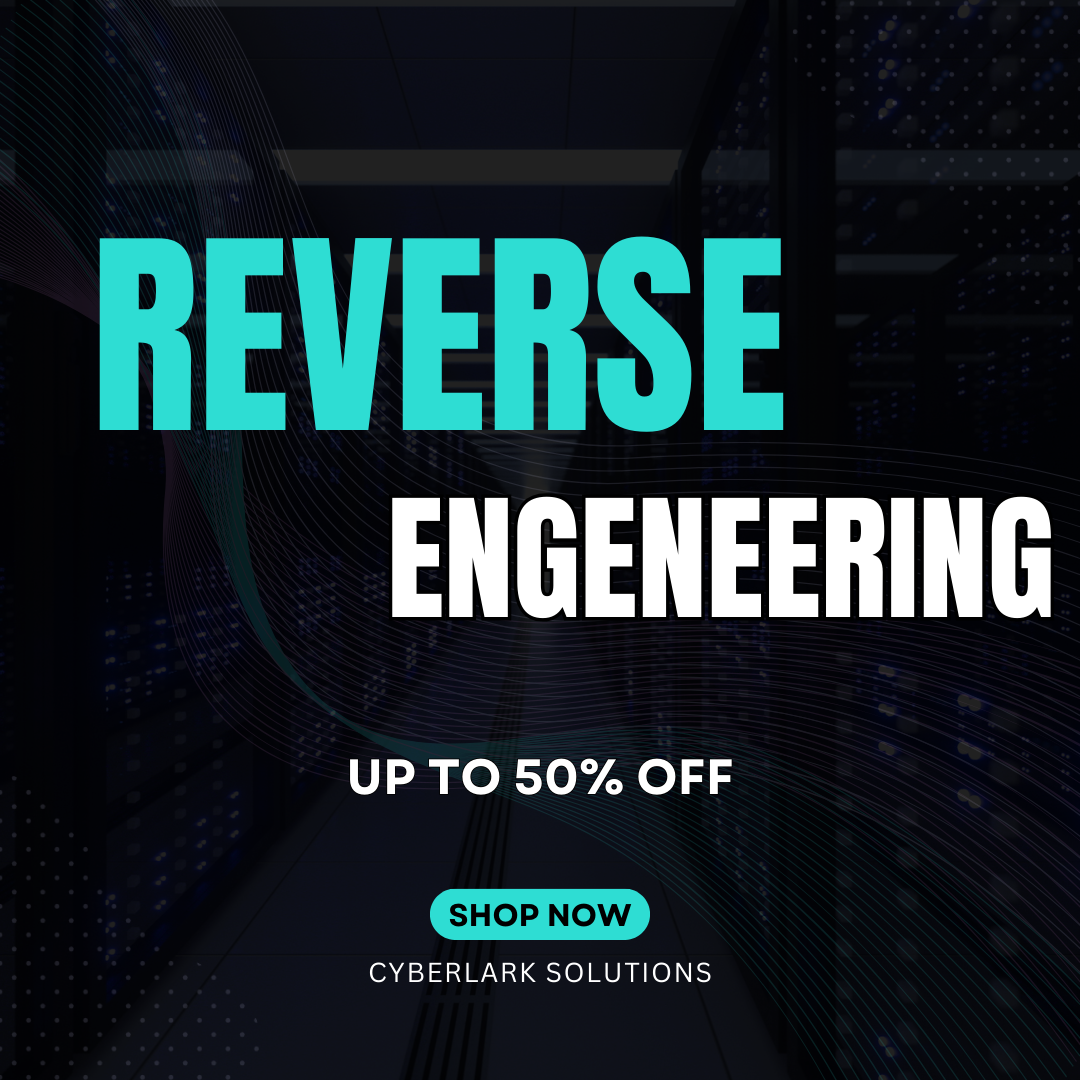 REVERSE
ENGENEERING
UP TO 50% OFF
SHOP NOW
CYBERLARK SOLUTIONS